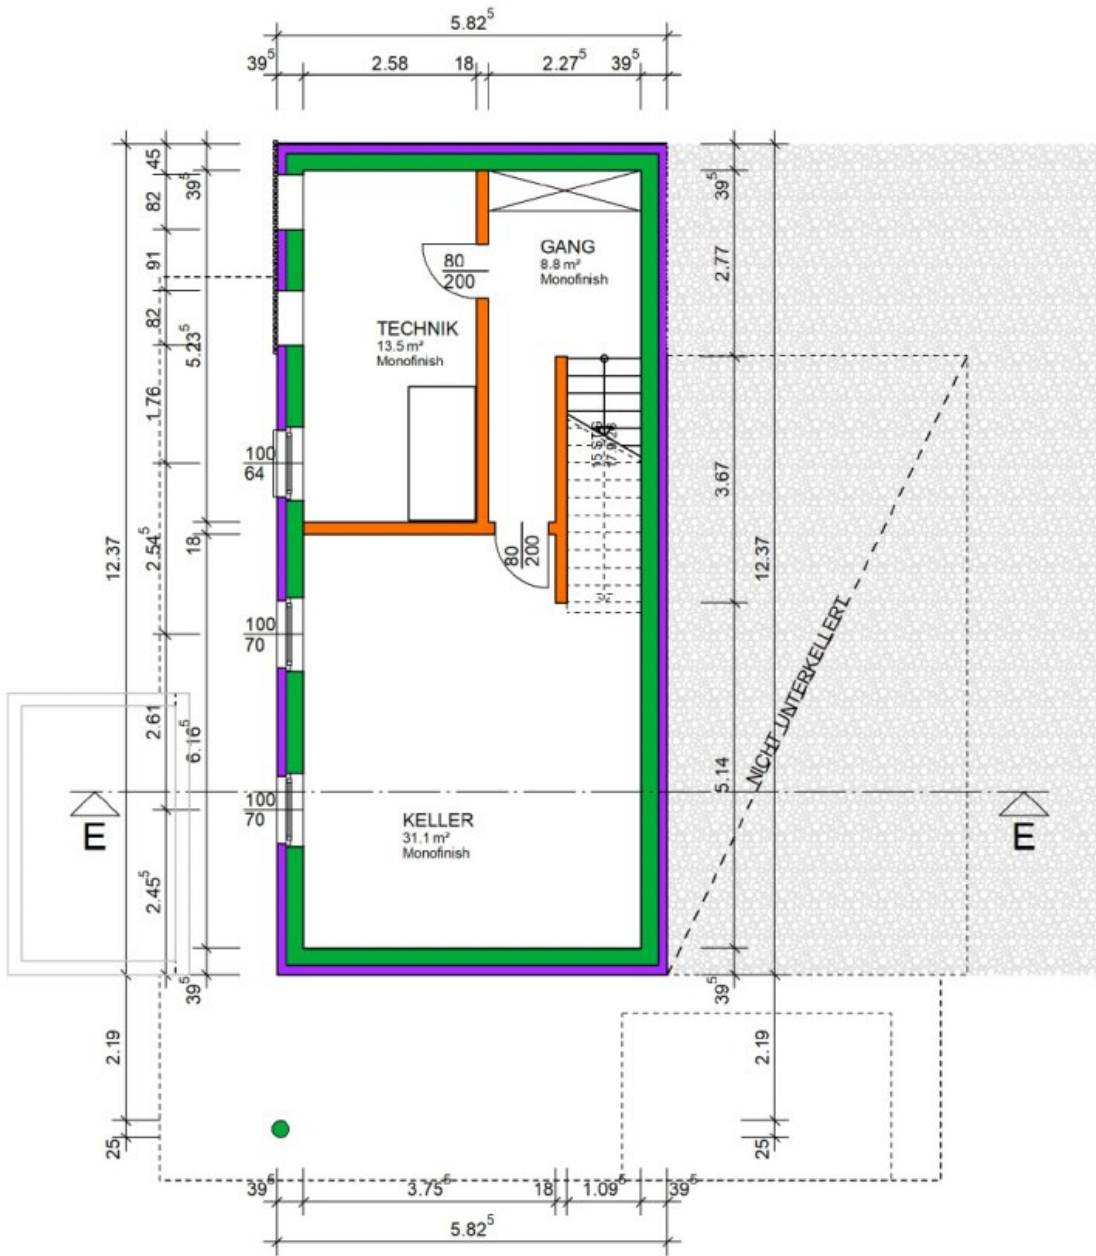 5.82⁵
39⁵ 2.58 18 2.27⁵ 39⁵
45
82
91
82
1.76
2.54⁵
2.61
2.45⁵
39⁵
5.23⁵
18
6.16⁵
39⁵
12.37
2.19
25
GANG
8.8 m²
Monofinish
80
200
TECHNIK
13.5 m²
Monofinish
100
64
80
200
100
70
100
70
KELLER
31.1 m²
Monofinish
39⁵
2.77
3.67
5.14
39⁵
12.37
2.19
25
NICHT UNTERKELLERT
E
E
39⁵ 3.75⁵ 18 1.09⁵ 39⁵
5.82⁵